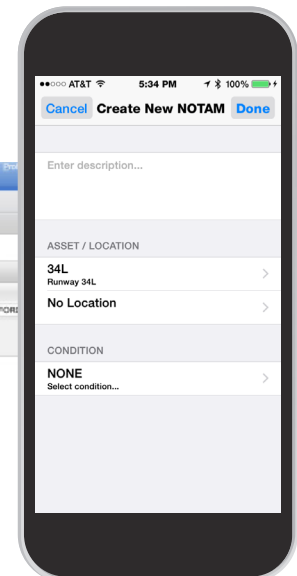 AT&T 5:34 PM 100%
Cancel Create New NOTAM Done
Enter description...
ASSET / LOCATION
34L
Runway 34L
No Location
CONDITION
NONE
Select condition...